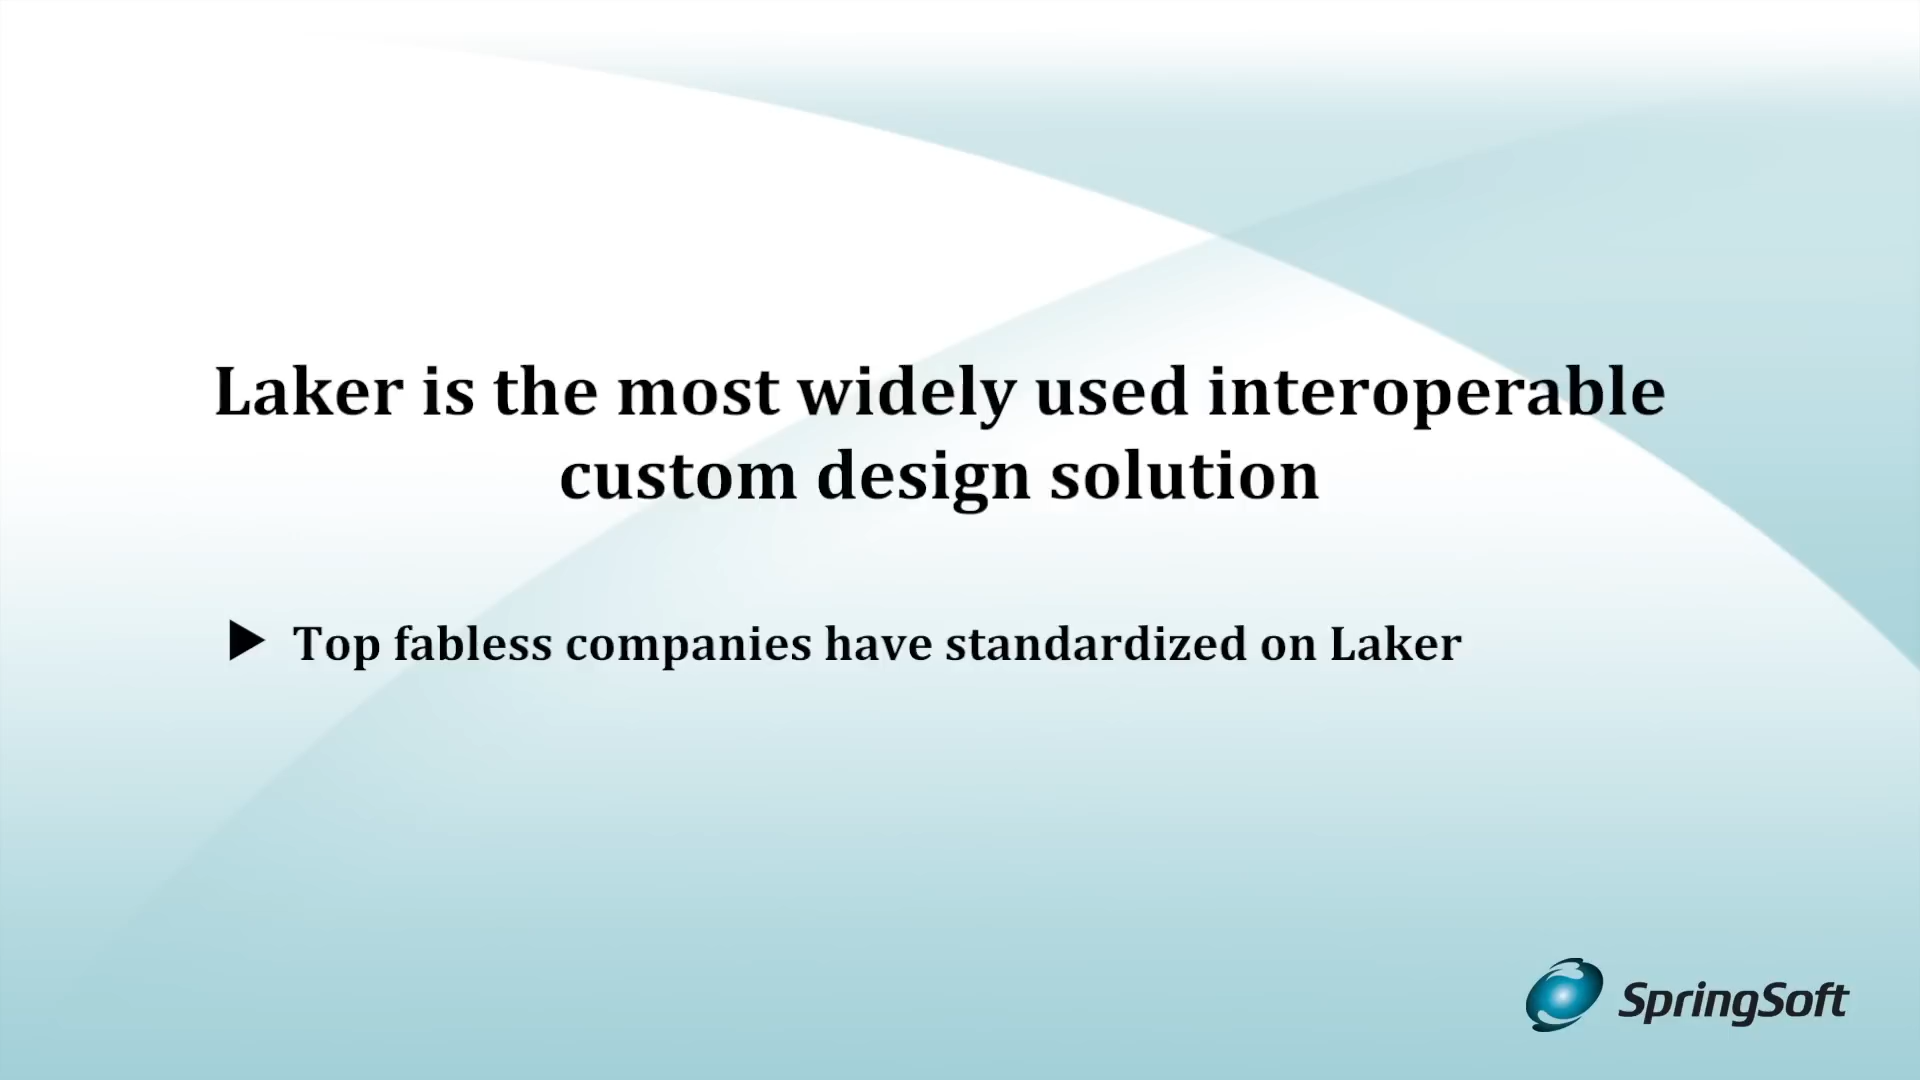 Laker is the most widely used interoperable
custom design solution
Top fabless companies have standardized on Laker
SpringSoft